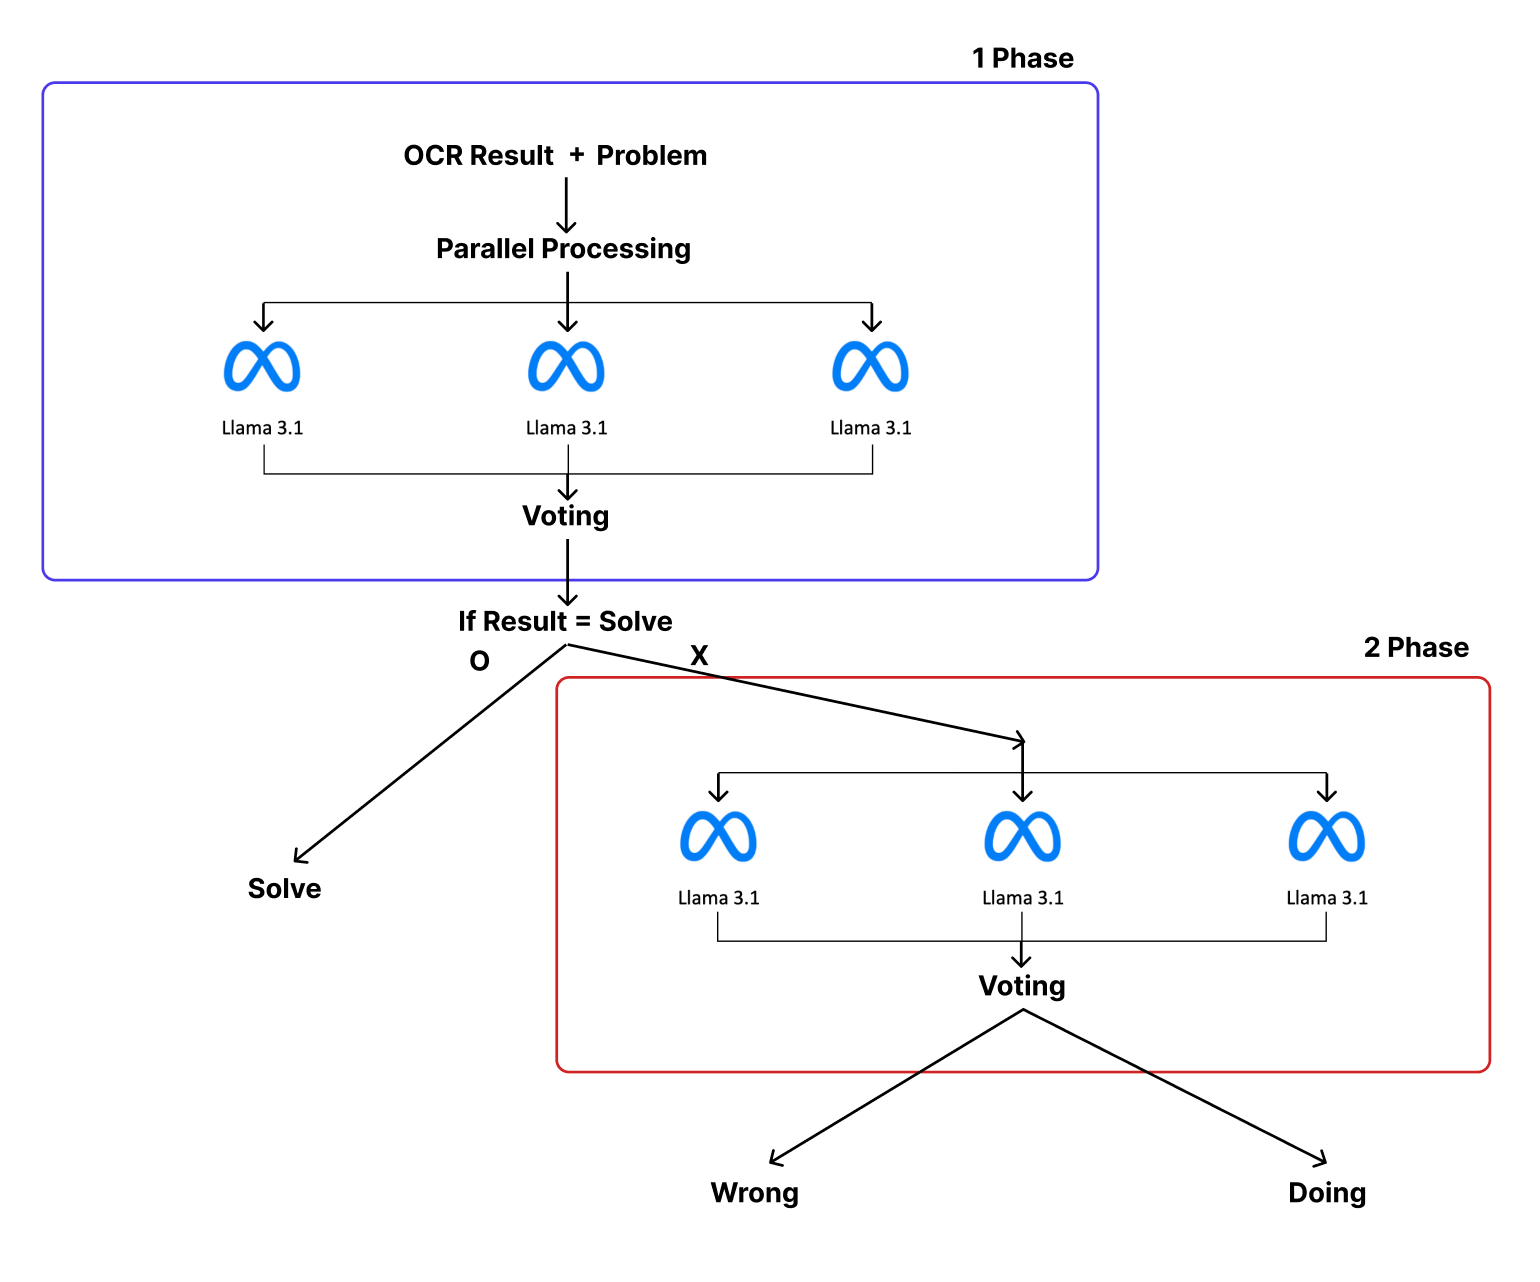 1 Phase
OCR Result + Problem
Parallel Processing
Llama 3.1
Llama 3.1
Llama 3.1
Voting
If Result = Solve
O
X
2 Phase
Solve
Llama 3.1
Llama 3.1
Llama 3.1
Voting
Wrong
Doing